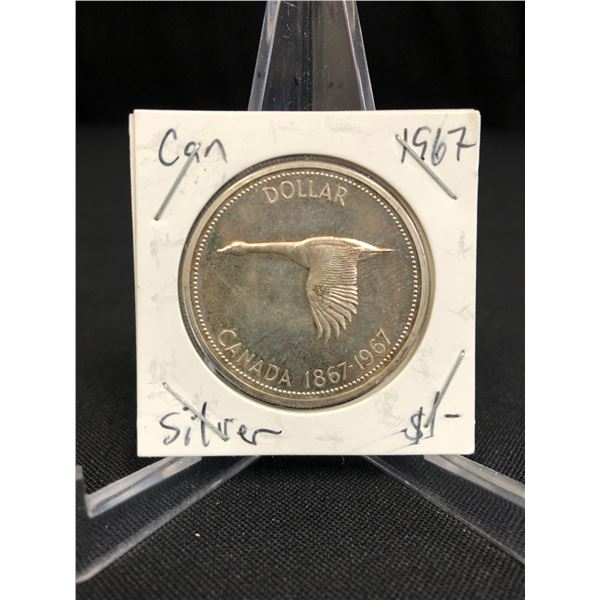 Can 1967
DOLLAR
CANADA 1867-1967
Silver $1-